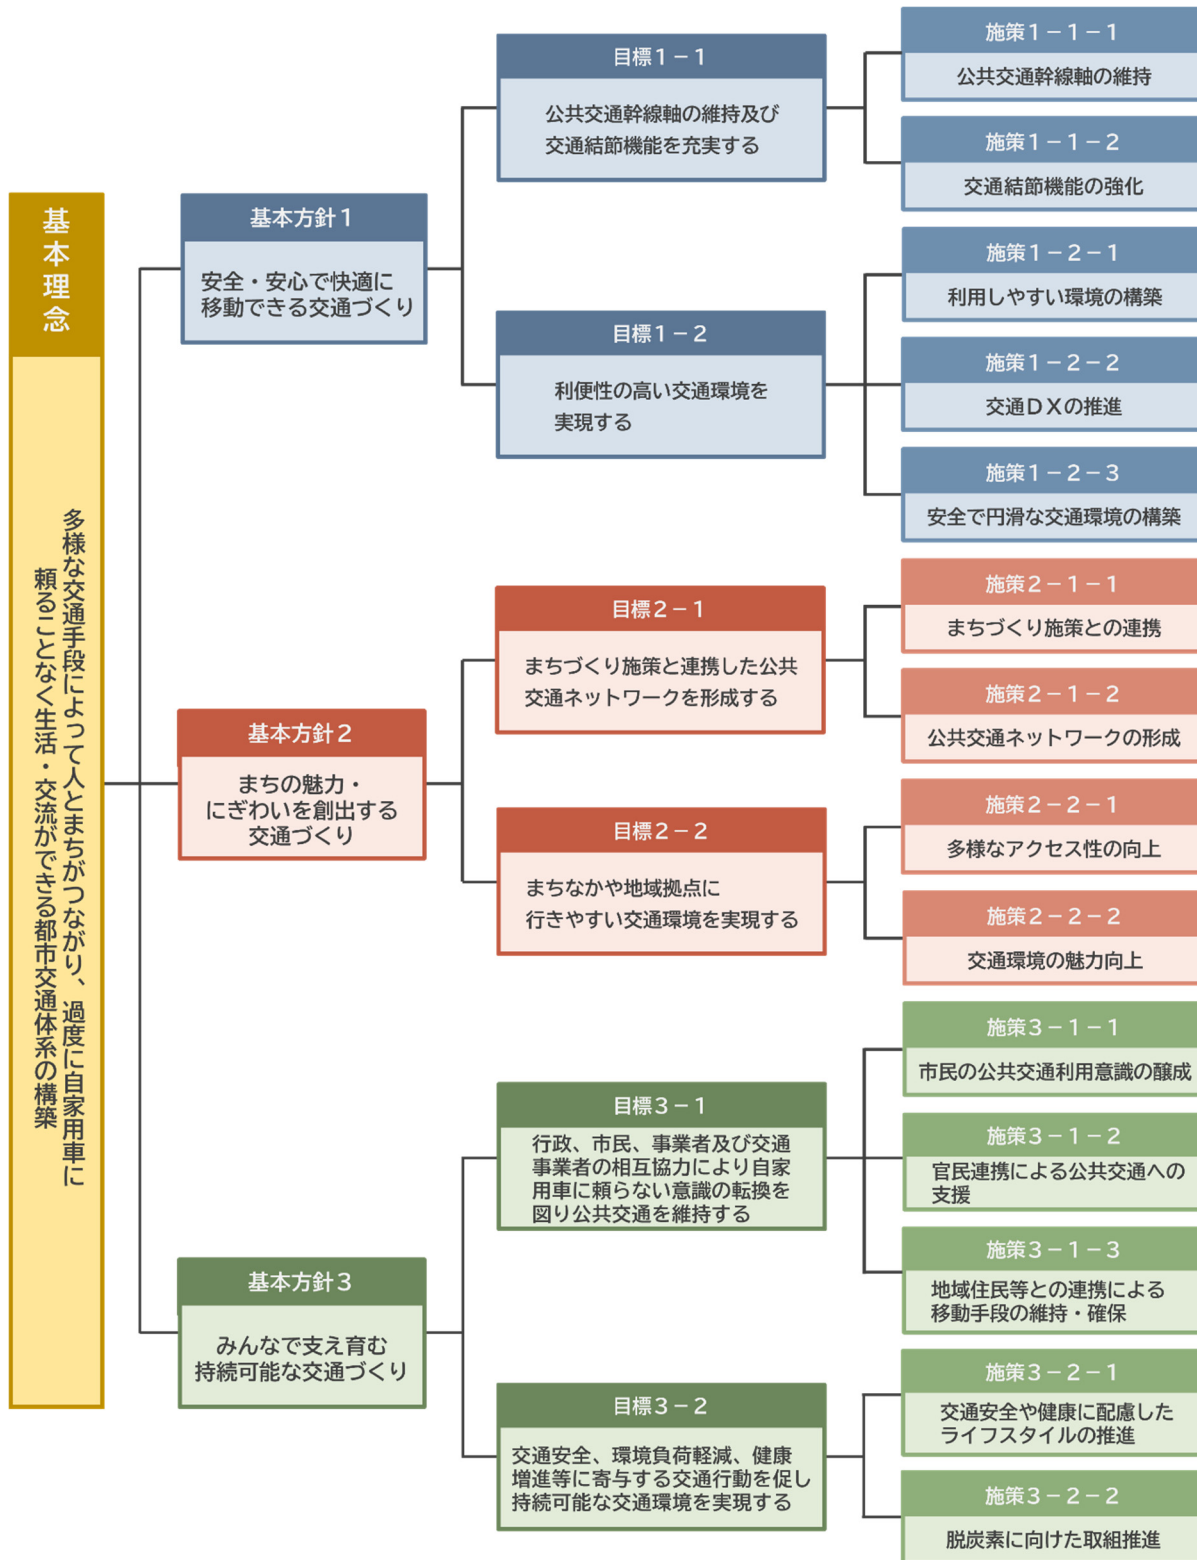 基本理念
多様な交通手段によって人とまちがつながり、過度に自家用車に
頼ることなく生活・交流ができる都市交通体系の構築
基本方針１
安全・安心で快適に
移動できる交通づくり
目標１－１
公共交通幹線軸の維持及び
交通結節機能を充実する
施策１－１－１
公共交通幹線軸の維持
施策１－１－２
交通結節機能の強化
目標１－２
利便性の高い交通環境を
実現する
施策１－２－１
利用しやすい環境の構築
施策１－２－２
交通ＤＸの推進
施策１－２－３
安全で円滑な交通環境の構築
基本方針２
まちの魅力・
にぎわいを創出する
交通づくり
目標２－１
まちづくり施策と連携した公共
交通ネットワークを形成する
施策２－１－１
まちづくり施策との連携
施策２－１－２
公共交通ネットワークの形成
目標２－２
まちなかや地域拠点に
行きやすい交通環境を実現する
施策２－２－１
多様なアクセス性の向上
施策２－２－２
交通環境の魅力向上
基本方針３
みんなで支え育む
持続可能な交通づくり
目標３－１
行政、市民、事業者及び交通
事業者の相互協力により自家
用車に頼らない意識の転換を
図り公共交通を維持する
施策３－１－１
市民の公共交通利用意識の醸成
施策３－１－２
官民連携による公共交通への
支援
施策３－１－３
地域住民等との連携による
移動手段の維持・確保
目標３－２
交通安全、環境負荷軽減、健康
増進等に寄与する交通行動を促し
持続可能な交通環境を実現する
施策３－２－１
交通安全や健康に配慮した
ライフスタイルの推進
施策３－２－２
脱炭素に向けた取組推進